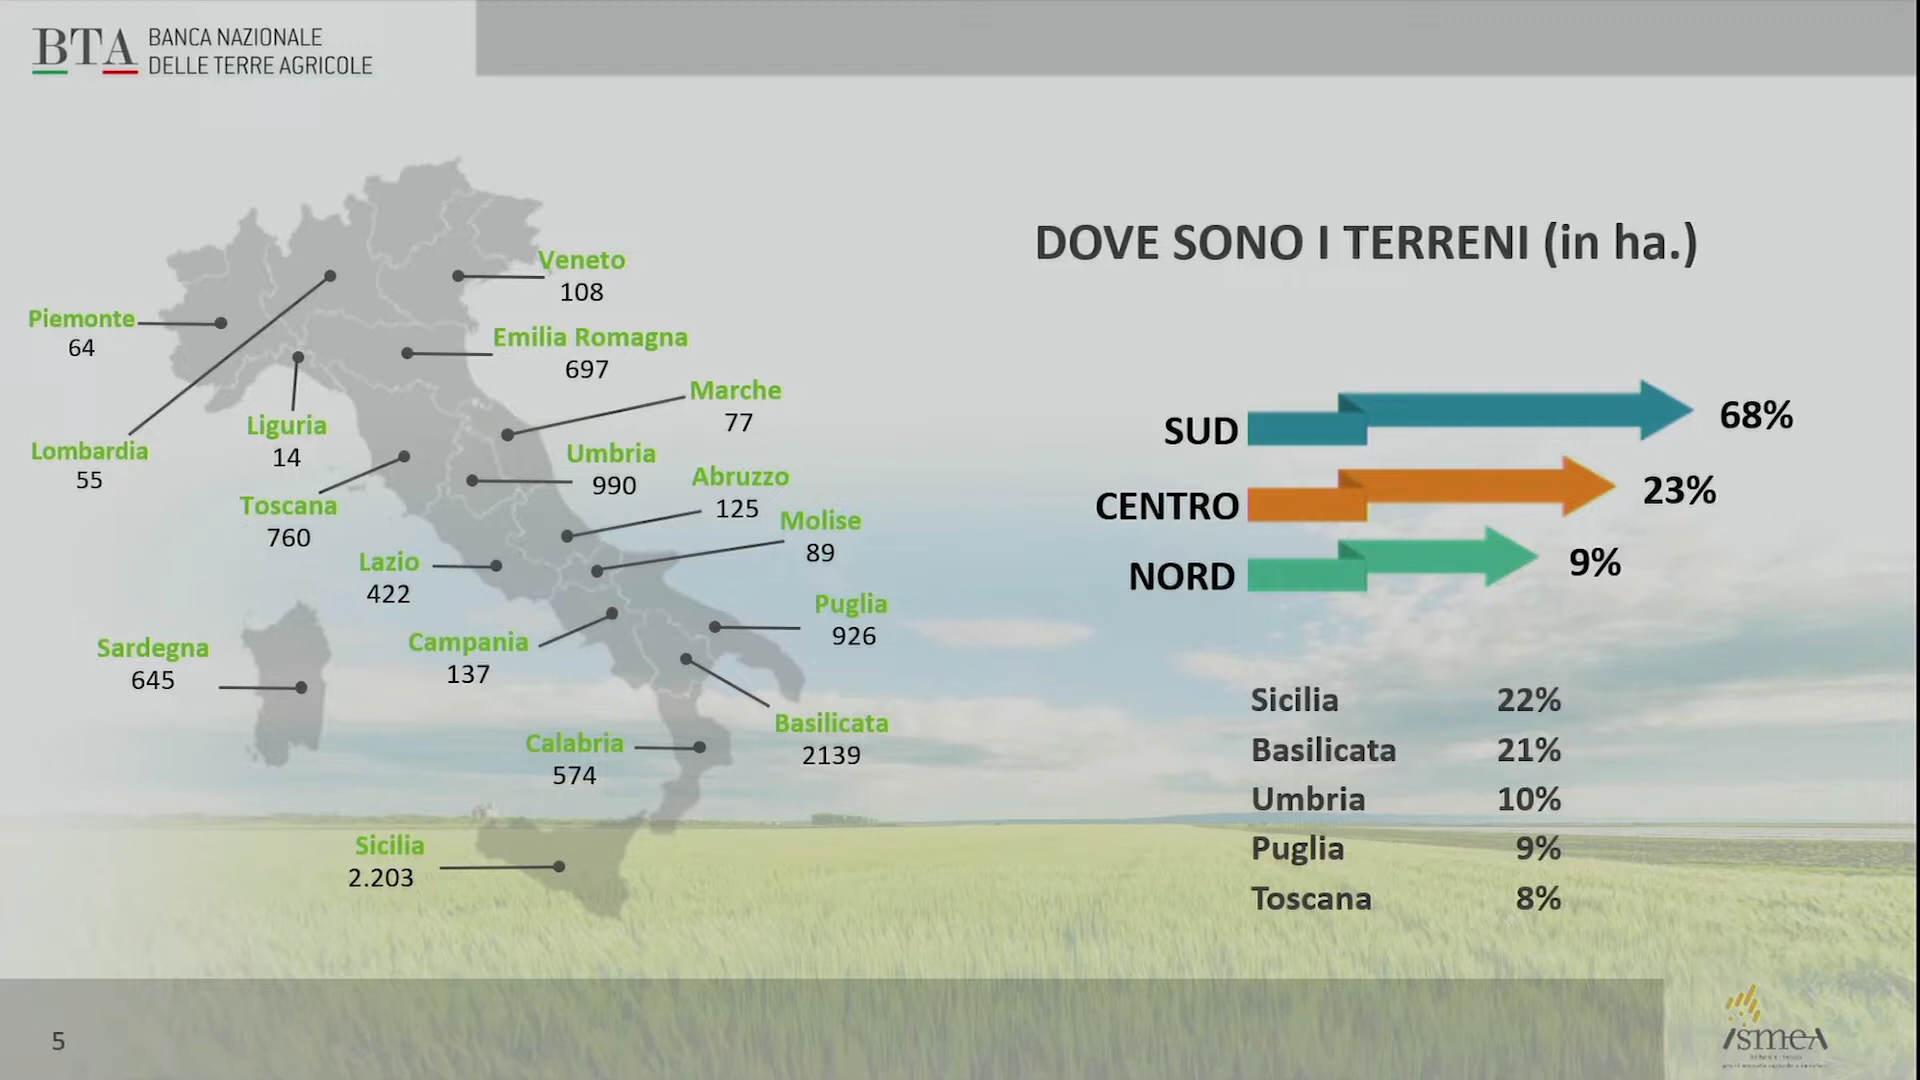 BTA BANCA NAZIONALE
DELLE TERRE AGRICOLE
DOVE SONO I TERRENI (in ha.)
Veneto
108
Piemonte
64
Emilia Romagna
697
Marche
77
Liguria
14
Lombardia
55
Umbria
990
Abruzzo
125
Toscana
760
Molise
89
Lazio
422
Puglia
926
Sardegna
645
Campania
137
Basilicata
2139
Calabria
574
Sicilia
2.203
SUD 68%
CENTRO 23%
NORD 9%
Sicilia 22%
Basilicata 21%
Umbria 10%
Puglia 9%
Toscana 8%
5
ismea